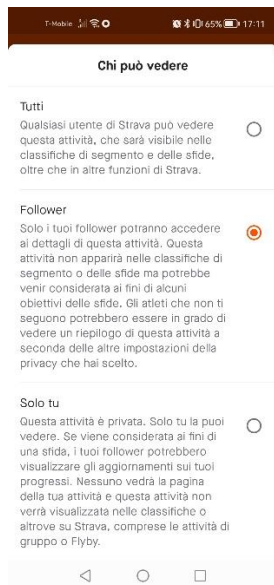 T-Mobile 65% 17:11
Chi può vedere
Tutti
Qualsiasi utente di Strava può vedere
questa attività, che sarà visibile nelle
classifiche di segmento e delle sfide,
oltre che in altre funzioni di Strava.
Follower
Solo i tuoi follower potranno accedere
ai dettagli di questa attività. Questa
attività non apparirà nelle classifiche di
segmento o delle sfide ma potrebbe
venir considerata ai fini di alcuni
obiettivi delle sfide. Gli atleti che non ti
seguono potrebbero essere in grado di
vedere un riepilogo di questa attività a
seconda delle altre impostazioni della
privacy che hai scelto.
Solo tu
Questa attività è privata. Solo tu la puoi
vedere. Se viene considerata ai fini di
una sfida, i tuoi follower potrebbero
visualizzare gli aggiornamenti sui tuoi
progressi. Nessuno vedrà la pagina
della tua attività e questa attività non
verrà visualizzata nelle classifiche o
altrove su Strava, comprese le attività di
gruppo o Flyby.